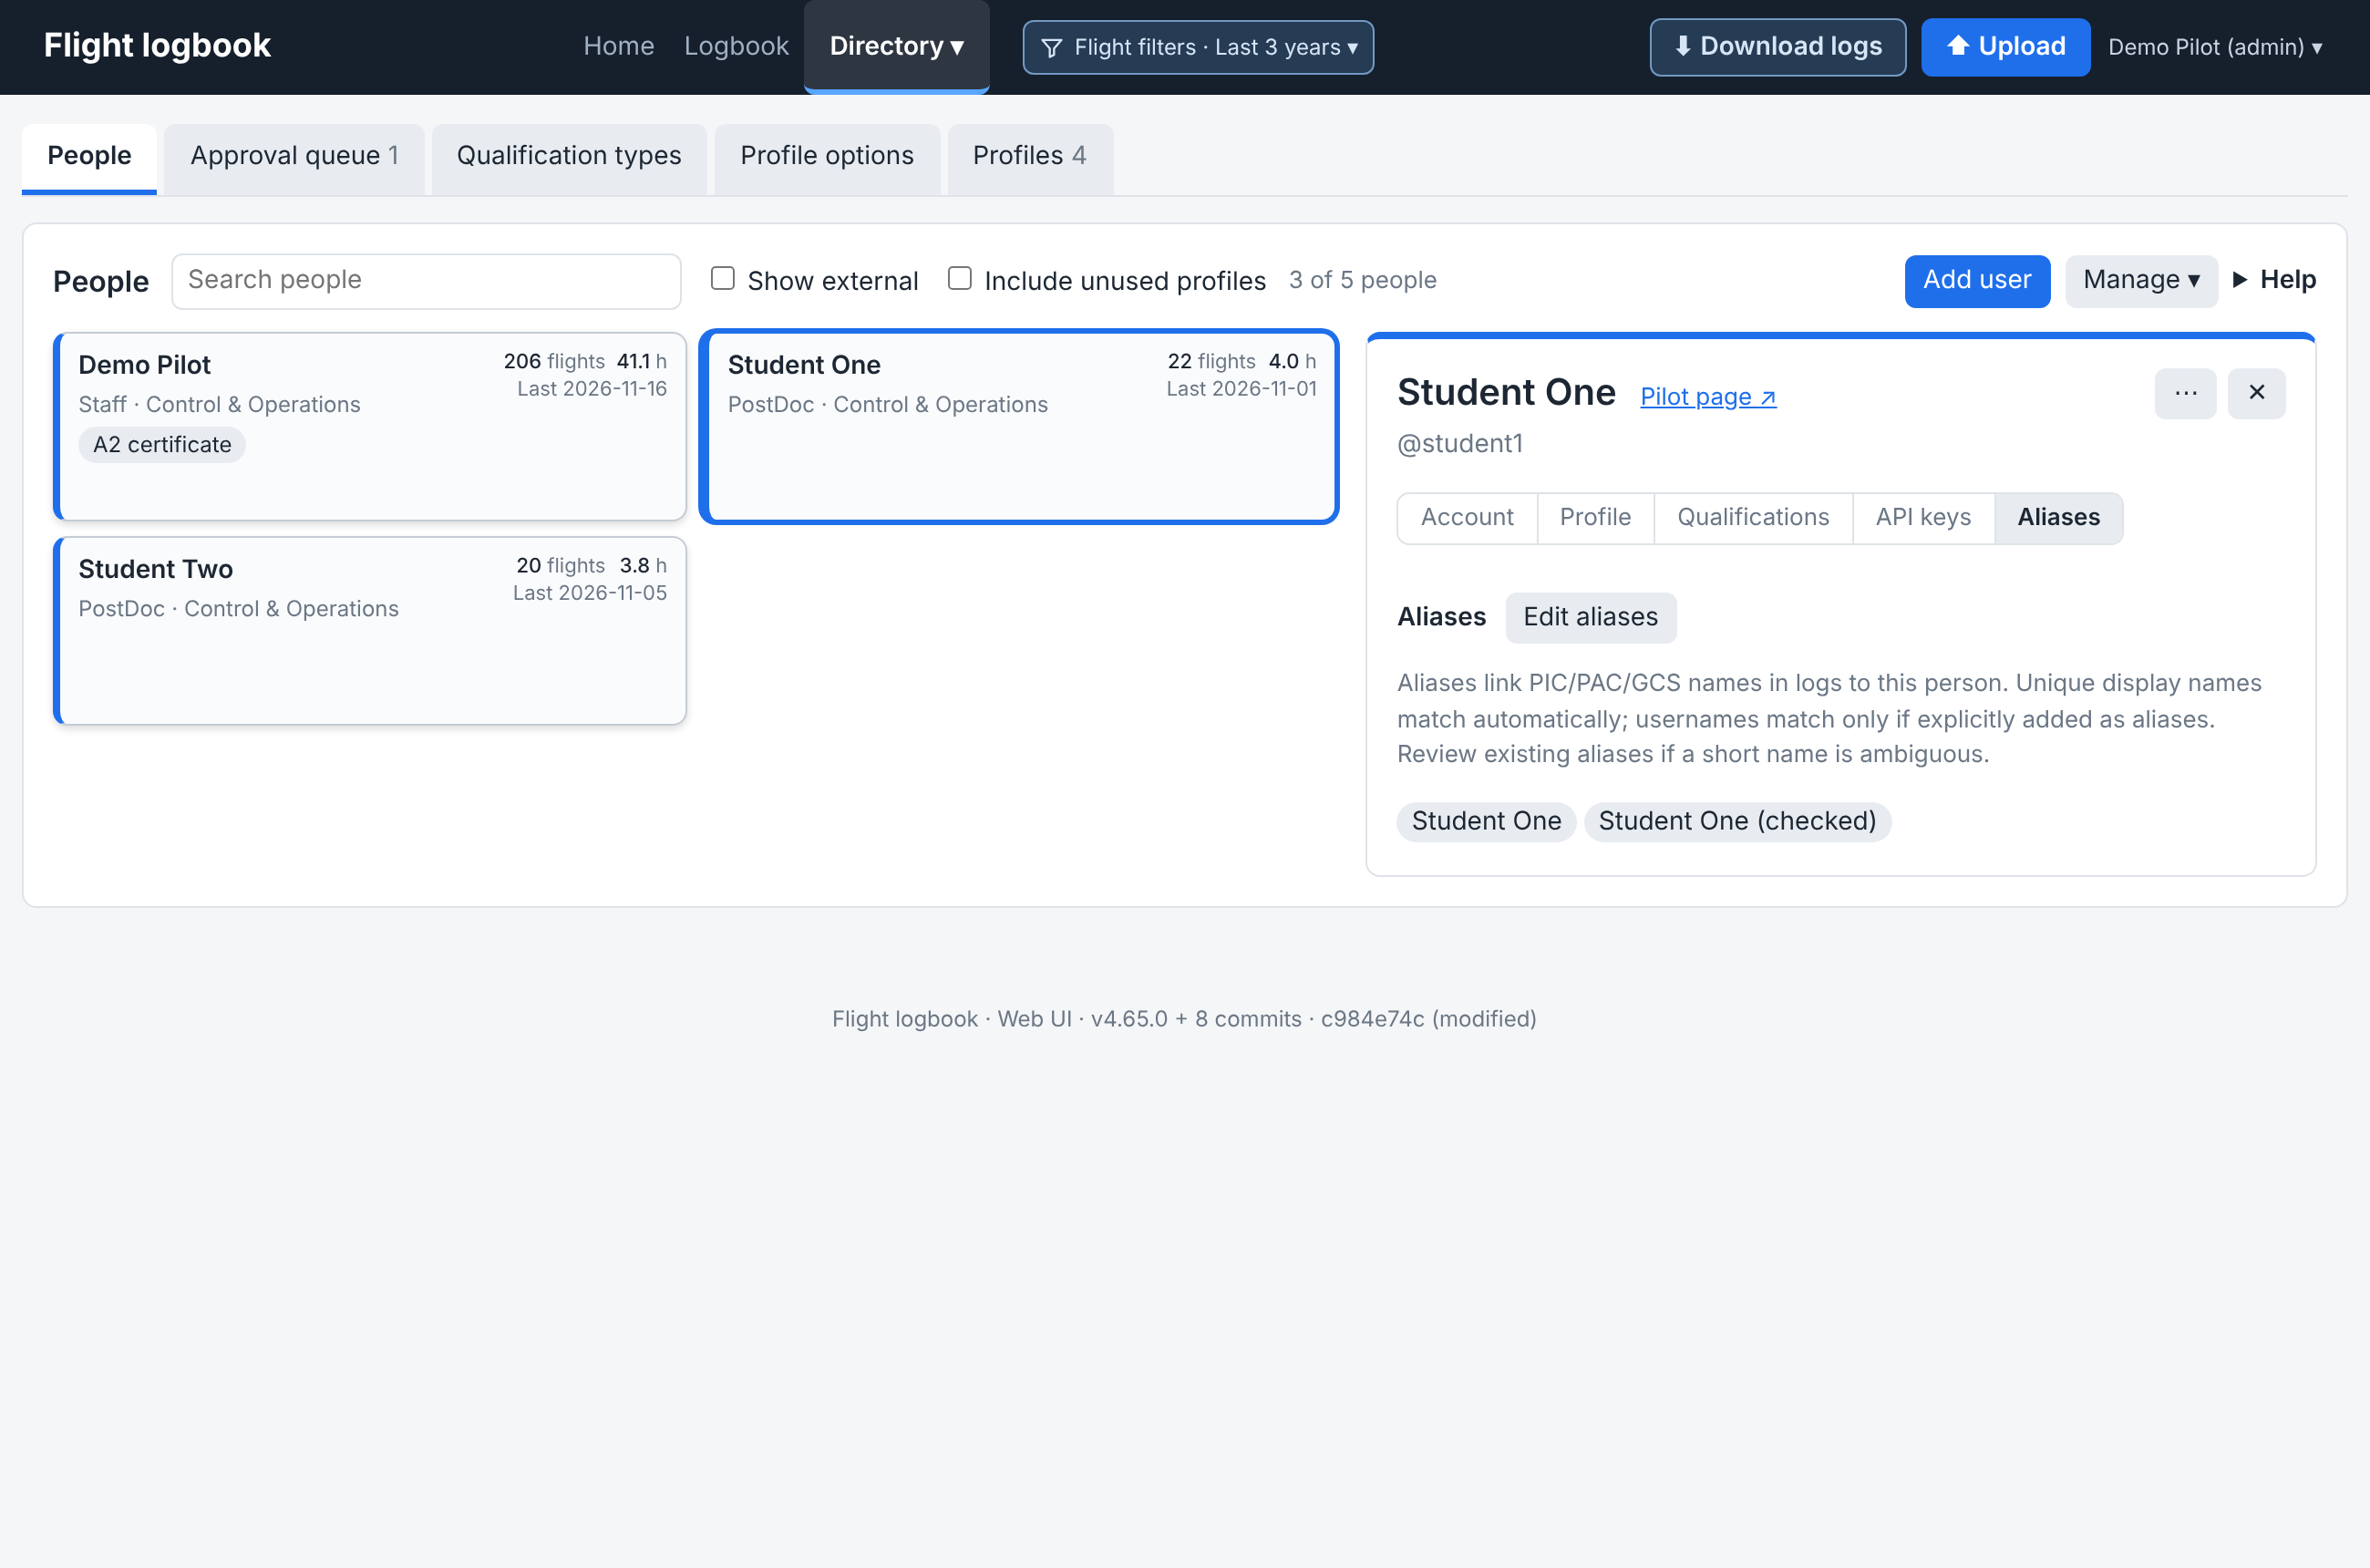 Flight logbook
Home Logbook Directory ▾
Flight filters · Last 3 years ▾
⬇ Download logs
⬆ Upload
Demo Pilot (admin) ▾
People
Approval queue 1
Qualification types
Profile options
Profiles 4
People
Search people
Show external
Include unused profiles
3 of 5 people
Add user
Manage ▾
▶ Help
Demo Pilot
206 flights 41.1 h
Last 2026-11-16
Staff · Control & Operations
A2 certificate
Student One
22 flights 4.0 h
Last 2026-11-01
PostDoc · Control & Operations
Student Two
20 flights 3.8 h
Last 2026-11-05
PostDoc · Control & Operations
Student One
Pilot page ↗
⋯ ✕
@student1
Account
Profile
Qualifications
API keys
Aliases
Aliases
Edit aliases
Aliases link PIC/PAC/GCS names in logs to this person. Unique display names
match automatically; usernames match only if explicitly added as aliases.
Review existing aliases if a short name is ambiguous.
Student One
Student One (checked)
Flight logbook · Web UI · v4.65.0 + 8 commits · c984e74c (modified)